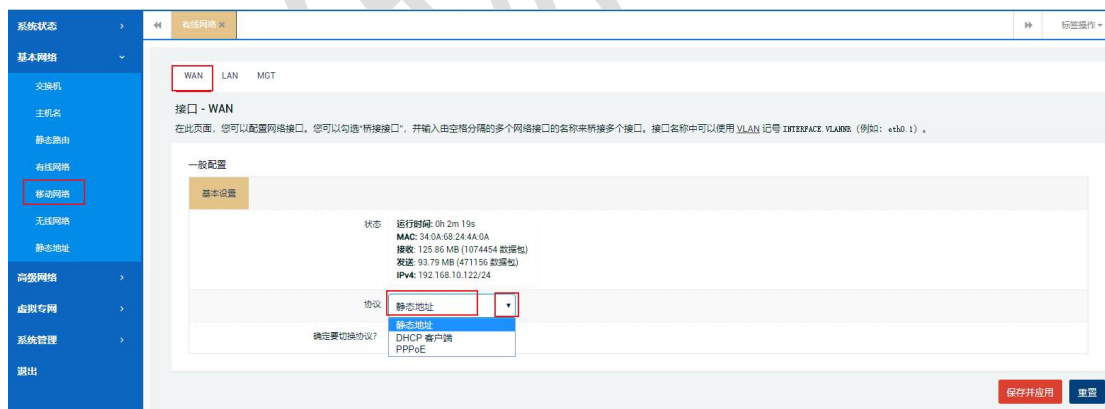 系统状态
基本网络
交换机
主机名
静态路由
有线网络
移动网络
无线网络
静态地址
高级网络
虚拟专网
系统管理
退出
有线网络
标签操作
WAN LAN MGT
接口 - WAN
在此页面，您可以配置网络接口。您可以勾选“桥接接口”，并输入由空格分隔的多个网络接口的名称来桥接多个接口。接口名称中可以使用 VLAN 记号 INTERFACE.VLANNR（例如：eth0.1）。
一般配置
基本设置
状态
运行时间: 0h 2m 19s
MAC: 34:0A:68:24:4A:0A
接收: 125.86 MB (1074454 数据包)
发送: 93.79 MB (471156 数据包)
IPv4: 192.168.10.122/24
协议 静态地址
静态地址
确定要切换协议? DHCP 客户端
PPPoE
保存并应用 重置